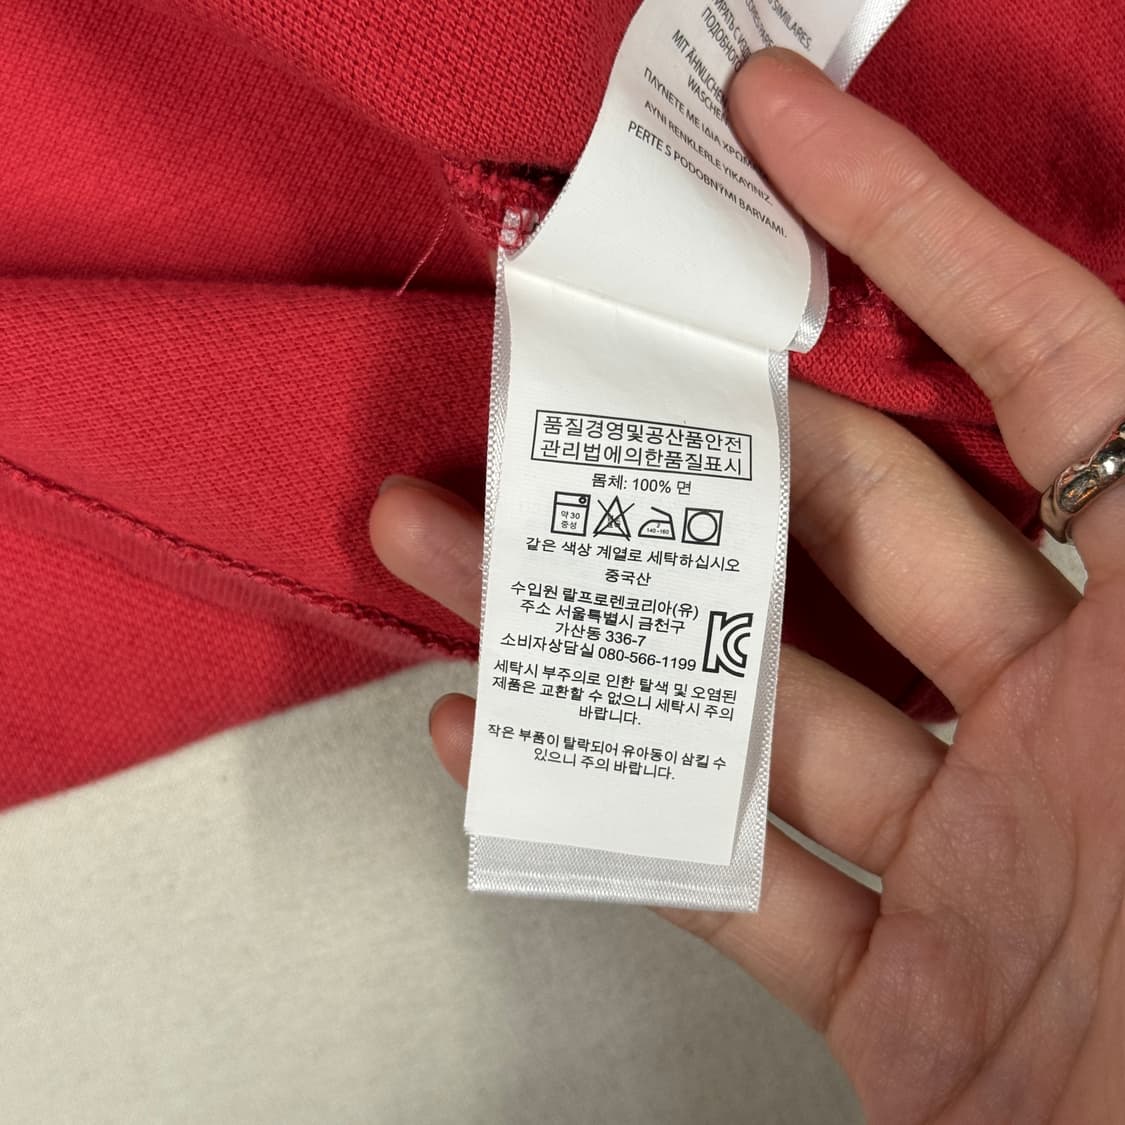 SIMILARES.
ПОДОБНОГО
MIT ÄHNLICHEN
WASCHEN
ΠΛΥΝΕΤΕ ΜΕ ΙΔΙΑ
AYNI RENKLERLE YIKAYINIZ.
PERTE S PODOBNÝMI BARVAMI.
품질경영및공산품안전
관리법에의한품질표시
몸체: 100% 면
약 30
중성
2
140~160
같은 색상 계열로 세탁하십시오
중국산
수입원 랄프로렌코리아(유)
주소 서울특별시 금천구
가산동 336-7
소비자상담실 080-566-1199
세탁시 부주의로 인한 탈색 및 오염된
제품은 교환할 수 없으니 세탁시 주의
바랍니다.
작은 부품이 탈락되어 유아동이 삼킬 수
있으니 주의 바랍니다.